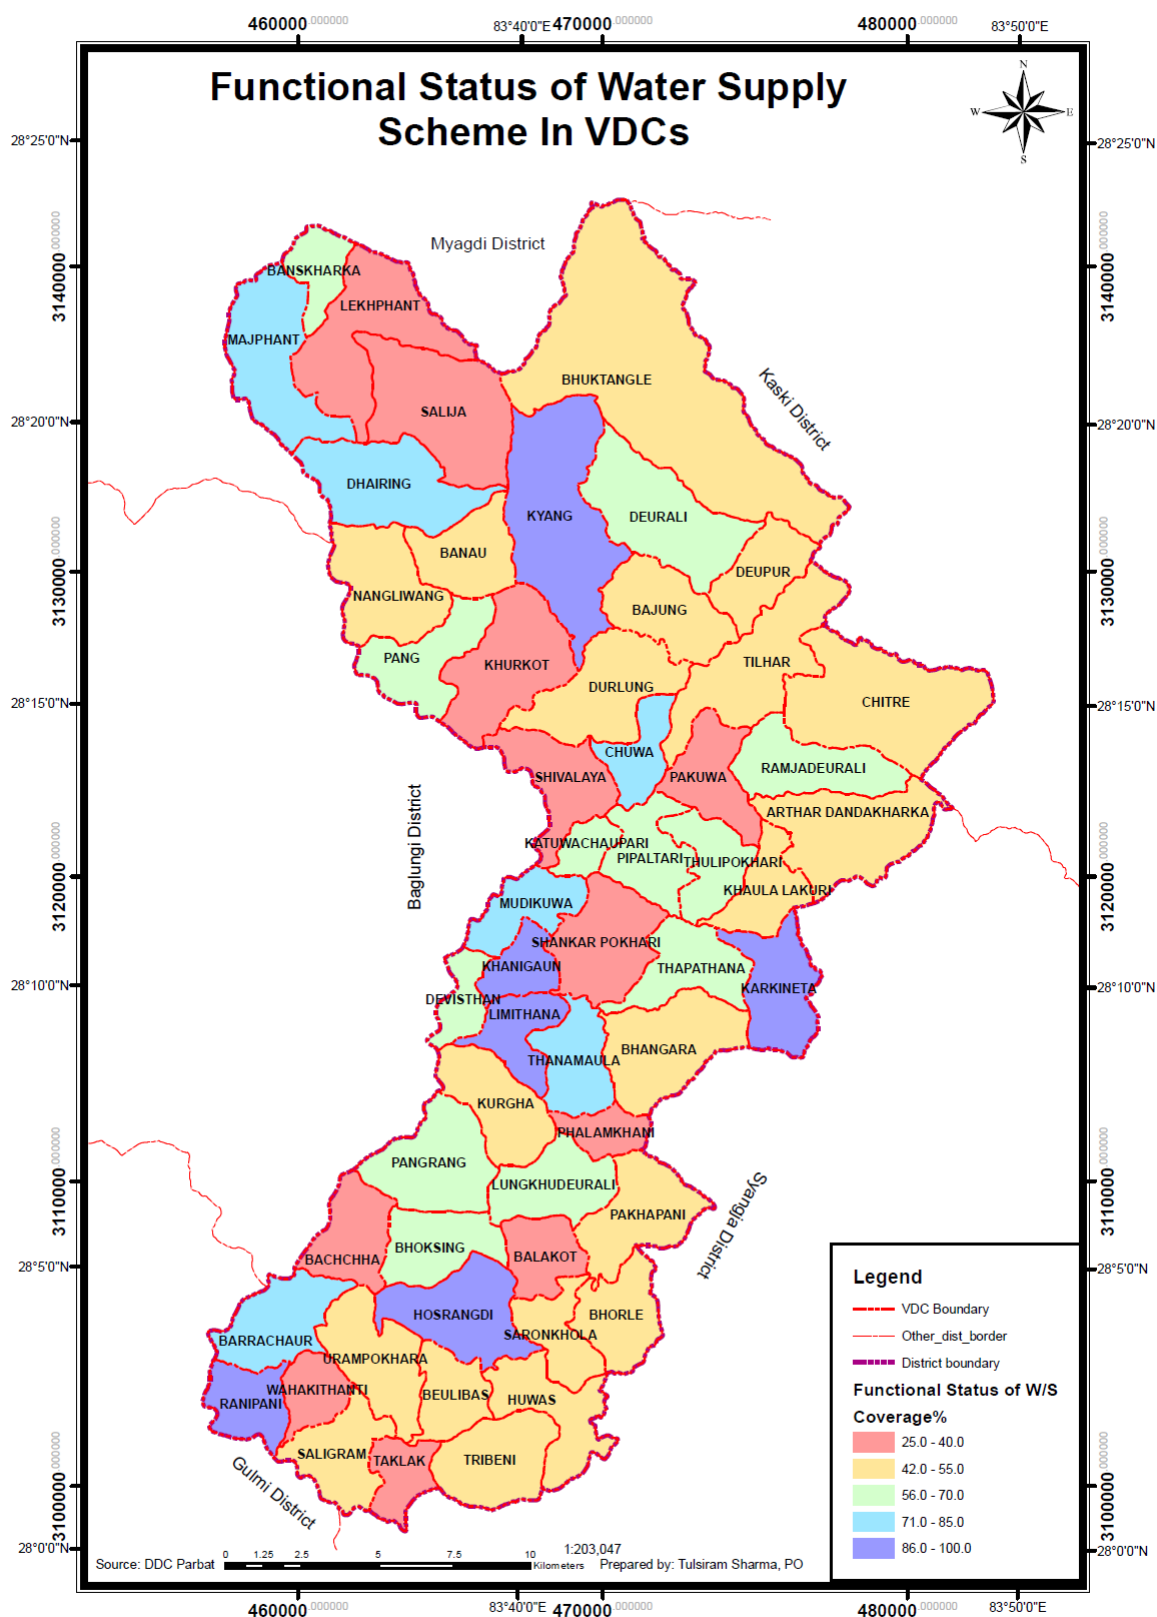 460000.000000
83°40'0"E
470000.000000
480000.000000
83°50'0"E
Functional Status of Water Supply
Scheme In VDCs
N
W
E
S
28°25'0"N
28°25'0"N
3140000.000000
3140000.000000
Myagdi District
BANSKHARKA
LEKHPHANT
MAJPHANT
BHUKTANGLE
Kaski District
SALIJA
28°20'0"N
28°20'0"N
DHAIRING
KYANG
DEURALI
BANAU
DEUPUR
3130000.000000
3130000.000000
NANGLIWANG
BAJUNG
PANG
KHURKOT
TILHAR
DURLUNG
CHITRE
28°15'0"N
28°15'0"N
CHUWA
SHIVALAYA
PAKUWA
RAMJADEURALI
ARTHAR DANDAKHARKA
Baglungi District
KATUWACHAUPARI
PIPALTARI
THULIPOKHARI
3120000.000000
3120000.000000
KHAULA LAKURI
MUDIKUWA
SHANKAR POKHARI
KHANIGAUN
THAPATHANA
28°10'0"N
28°10'0"N
KARKINETA
DEVISTHAN
LIMITHANA
THANAMAULA
BHANGARA
KURGHA
PHALAMKHANI
PANGRANG
LUNGKHUDEURALI
3110000.000000
3110000.000000
PAKHAPANI
Syangja District
BHOKSING
BACHCHHA
BALAKOT
28°5'0"N
28°5'0"N
HOSRANGDI
BHORLE
SARONKHOLA
BARRACHAUR
URAMPOKHARA
WAHAKITHANTI
BEULIBAS
HUWAS
RANIPANI
SALIGRAM
TAKLAK
TRIBENI
Gulmi District
3100000.000000
3100000.000000
Legend
VDC Boundary
Other_dist_border
District boundary
Functional Status of W/S
Coverage%
25.0 - 40.0
42.0 - 55.0
56.0 - 70.0
71.0 - 85.0
86.0 - 100.0
28°0'0"N
28°0'0"N
1:203,047
0 1.25 2.5 5 7.5 10
Kilometers
Source: DDC Parbat
Prepared by: Tulsiram Sharma, PO
460000.000000
83°40'0"E
470000.000000
480000.000000
83°50'0"E